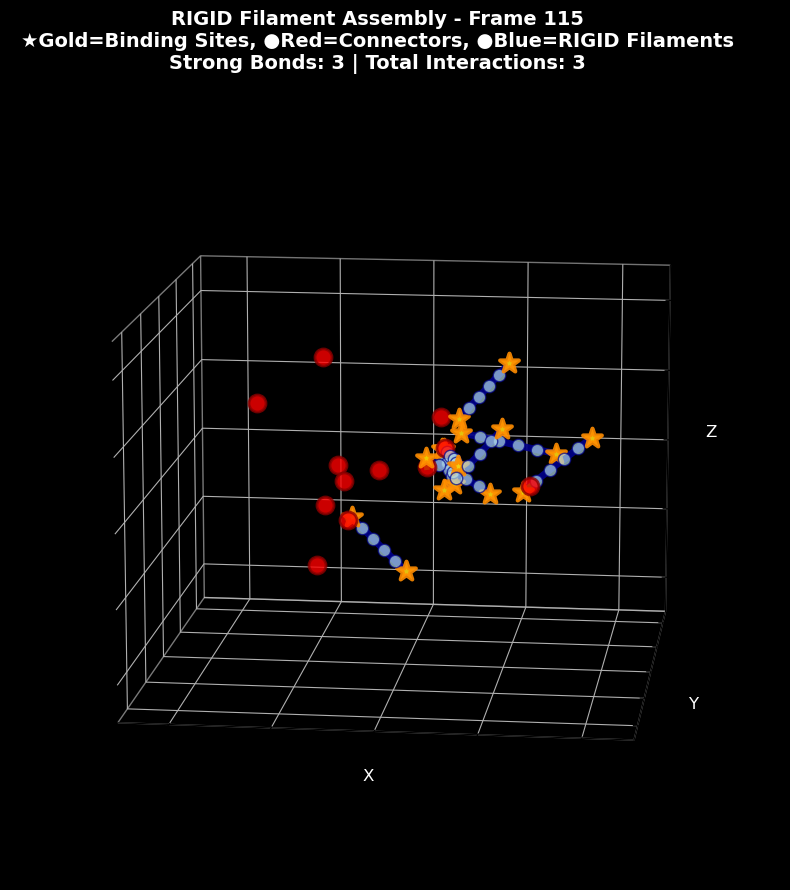 RIGID Filament Assembly - Frame 115
★Gold=Binding Sites, ●Red=Connectors, ●Blue=RIGID Filaments
Strong Bonds: 3 | Total Interactions: 3
Z
Y
X